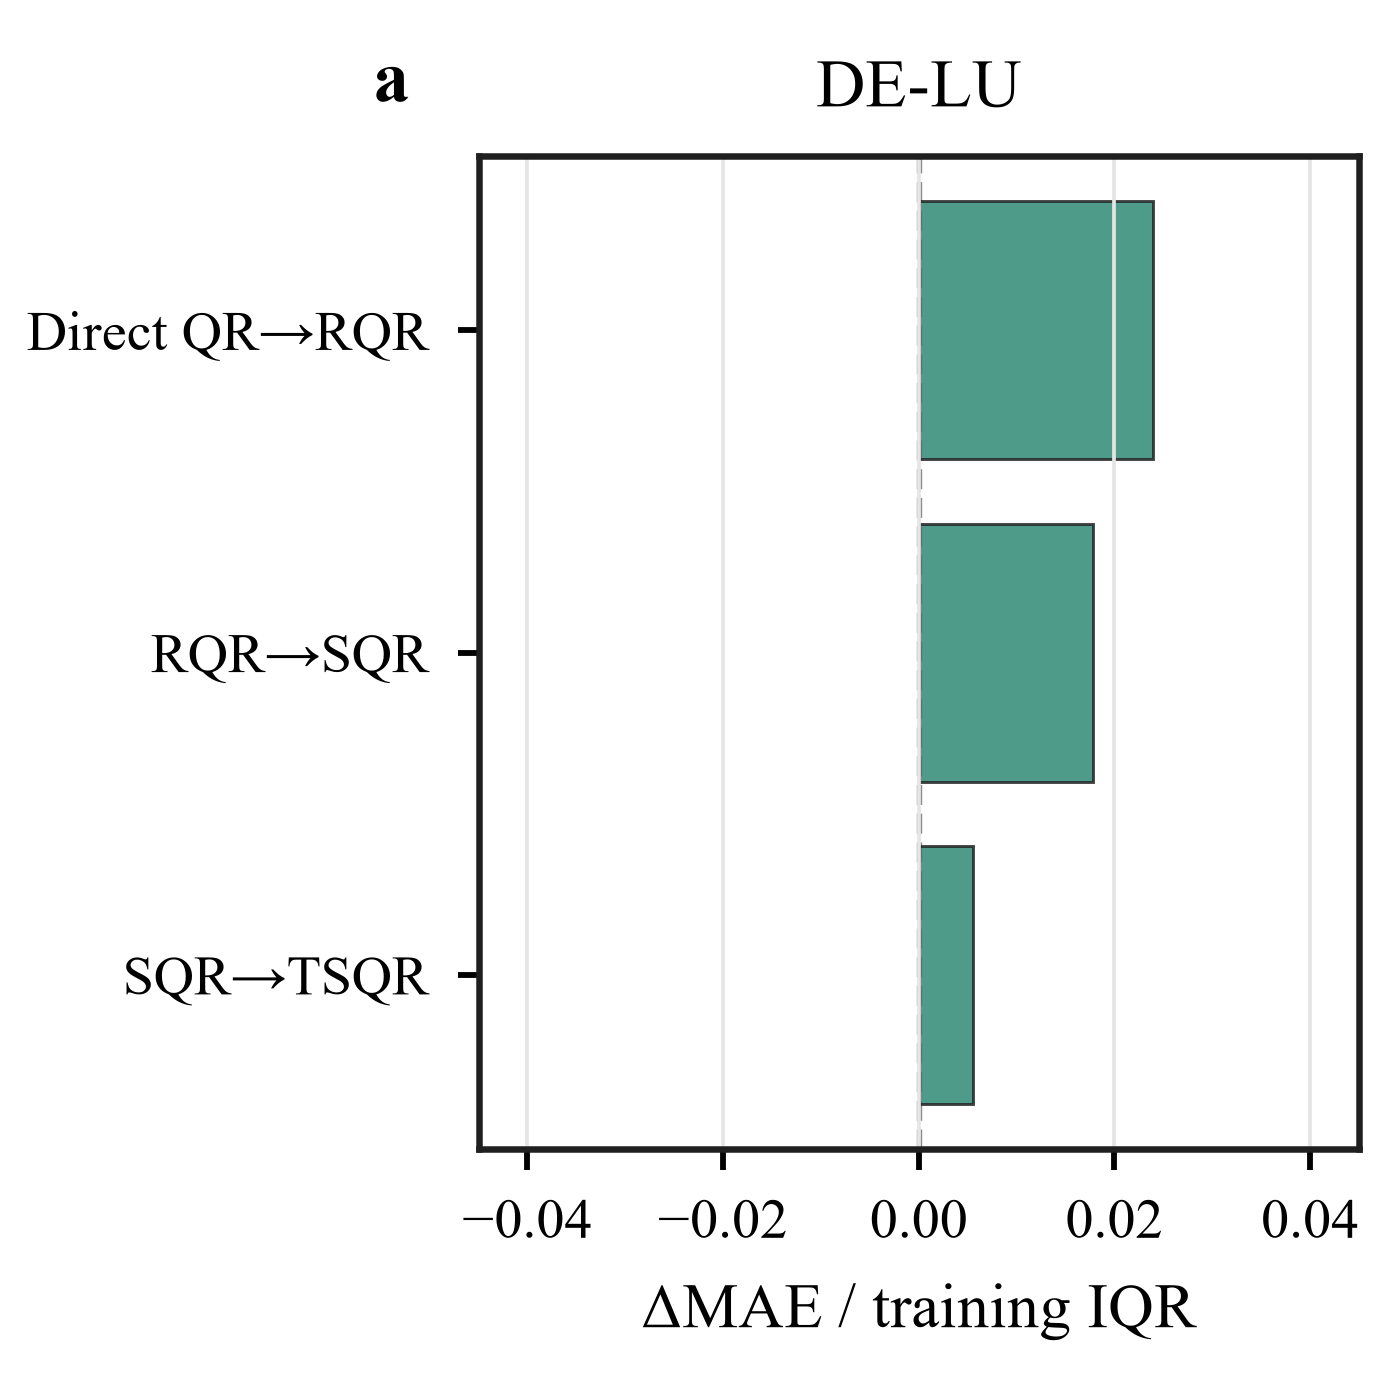 a
DE-LU
Direct QR→RQR
RQR→SQR
SQR→TSQR
−0.04 −0.02 0.00 0.02 0.04
ΔMAE / training IQR